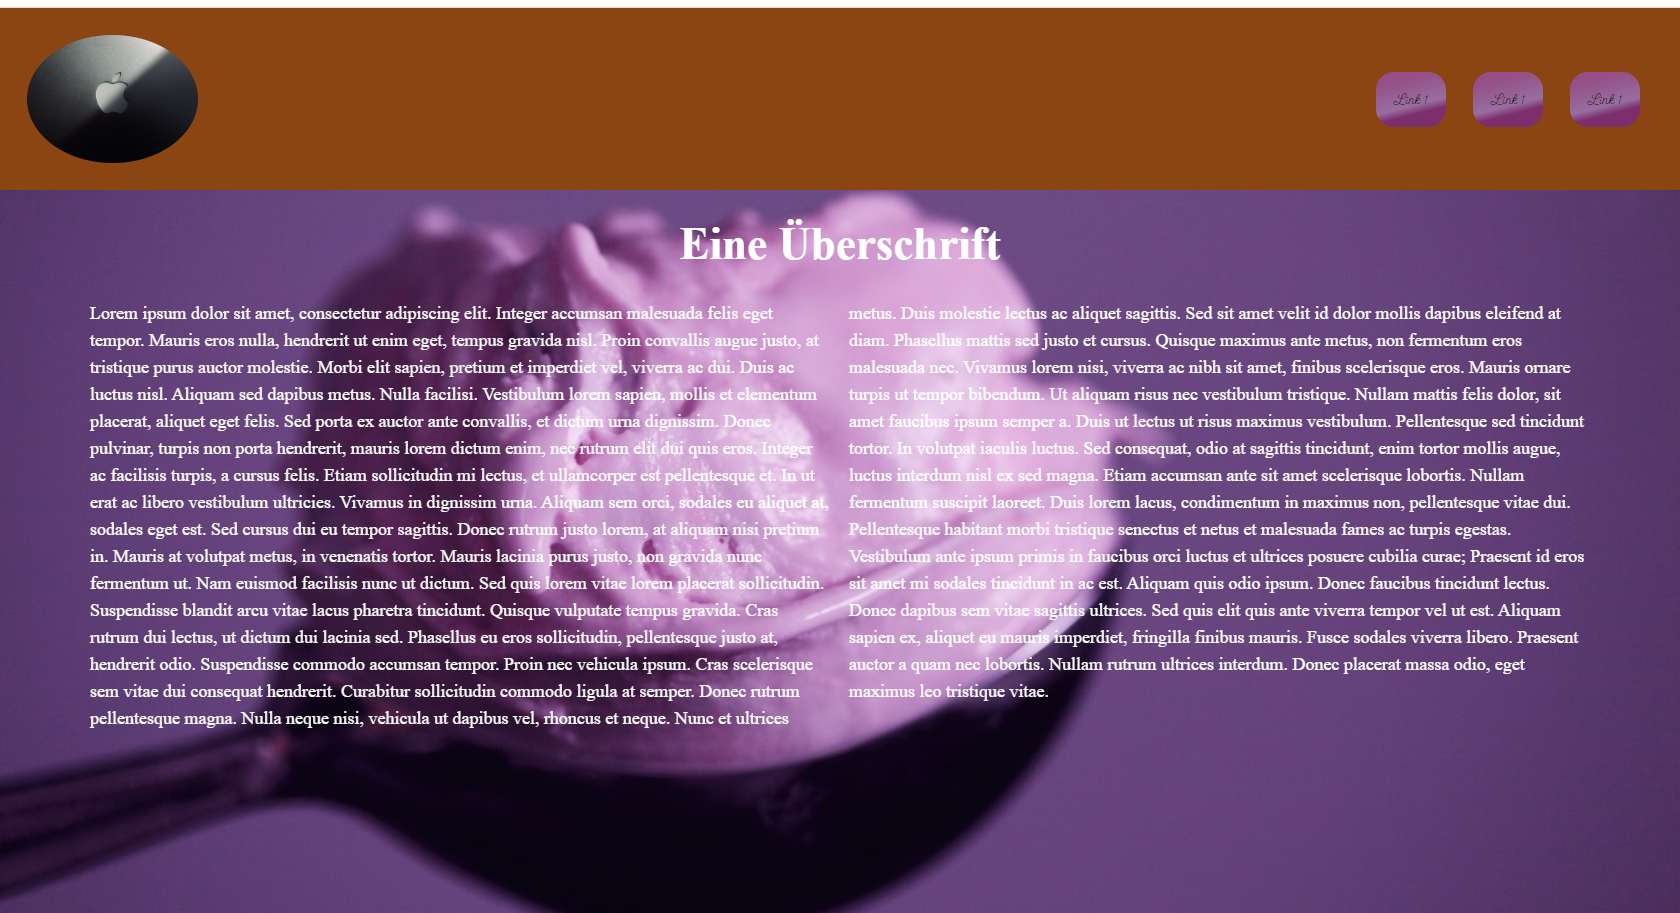 Link 1 Link 1 Link 1
Eine Überschrift
Lorem ipsum dolor sit amet, consectetur adipiscing elit. Integer accumsan malesuada felis eget
tempor. Mauris eros nulla, hendrerit ut enim eget, tempus gravida nisl. Proin convallis augue justo, at
tristique purus auctor molestie. Morbi elit sapien, pretium et imperdiet vel, viverra ac dui. Duis ac
luctus nisl. Aliquam sed dapibus metus. Nulla facilisi. Vestibulum lorem sapien, mollis et elementum
placerat, aliquet eget felis. Sed porta ex auctor ante convallis, et dictum urna dignissim. Donec
pulvinar, turpis non porta hendrerit, mauris lorem dictum enim, nec rutrum elit dui quis eros. Integer
ac facilisis turpis, a cursus felis. Etiam sollicitudin mi lectus, et ullamcorper est pellentesque et. In ut
erat ac libero vestibulum ultricies. Vivamus in dignissim urna. Aliquam sem orci, sodales eu aliquet at,
sodales eget est. Sed cursus dui eu tempor sagittis. Donec rutrum justo lorem, at aliquam nisi pretium
in. Mauris at volutpat metus, in venenatis tortor. Mauris lacinia purus justo, non gravida nunc
fermentum ut. Nam euismod facilisis nunc ut dictum. Sed quis lorem vitae lorem placerat sollicitudin.
Suspendisse blandit arcu vitae lacus pharetra tincidunt. Quisque vulputate tempus gravida. Cras
rutrum dui lectus, ut dictum dui lacinia sed. Phasellus eu eros sollicitudin, pellentesque justo at,
hendrerit odio. Suspendisse commodo accumsan tempor. Proin nec vehicula ipsum. Cras scelerisque
sem vitae dui consequat hendrerit. Curabitur sollicitudin commodo ligula at semper. Donec rutrum
pellentesque magna. Nulla neque nisi, vehicula ut dapibus vel, rhoncus et neque. Nunc et ultrices
metus. Duis molestie lectus ac aliquet sagittis. Sed sit amet velit id dolor mollis dapibus eleifend at
diam. Phasellus mattis sed justo et cursus. Quisque maximus ante metus, non fermentum eros
malesuada nec. Vivamus lorem nisi, viverra ac nibh sit amet, finibus scelerisque eros. Mauris ornare
turpis ut tempor bibendum. Ut aliquam risus nec vestibulum tristique. Nullam mattis felis dolor, sit
amet faucibus ipsum semper a. Duis ut lectus ut risus maximus vestibulum. Pellentesque sed tincidunt
tortor. In volutpat iaculis luctus. Sed consequat, odio at sagittis tincidunt, enim tortor mollis augue,
luctus interdum nisl ex sed magna. Etiam accumsan ante sit amet scelerisque lobortis. Nullam
fermentum suscipit laoreet. Duis lorem lacus, condimentum in maximus non, pellentesque vitae dui.
Pellentesque habitant morbi tristique senectus et netus et malesuada fames ac turpis egestas.
Vestibulum ante ipsum primis in faucibus orci luctus et ultrices posuere cubilia curae; Praesent id eros
sit amet mi sodales tincidunt in ac est. Aliquam quis odio ipsum. Donec faucibus tincidunt lectus.
Donec dapibus sem vitae sagittis ultrices. Sed quis elit quis ante viverra tempor vel ut est. Aliquam
sapien ex, aliquet eu mauris imperdiet, fringilla finibus mauris. Fusce sodales viverra libero. Praesent
auctor a quam nec lobortis. Nullam rutrum ultrices interdum. Donec placerat massa odio, eget
maximus leo tristique vitae.